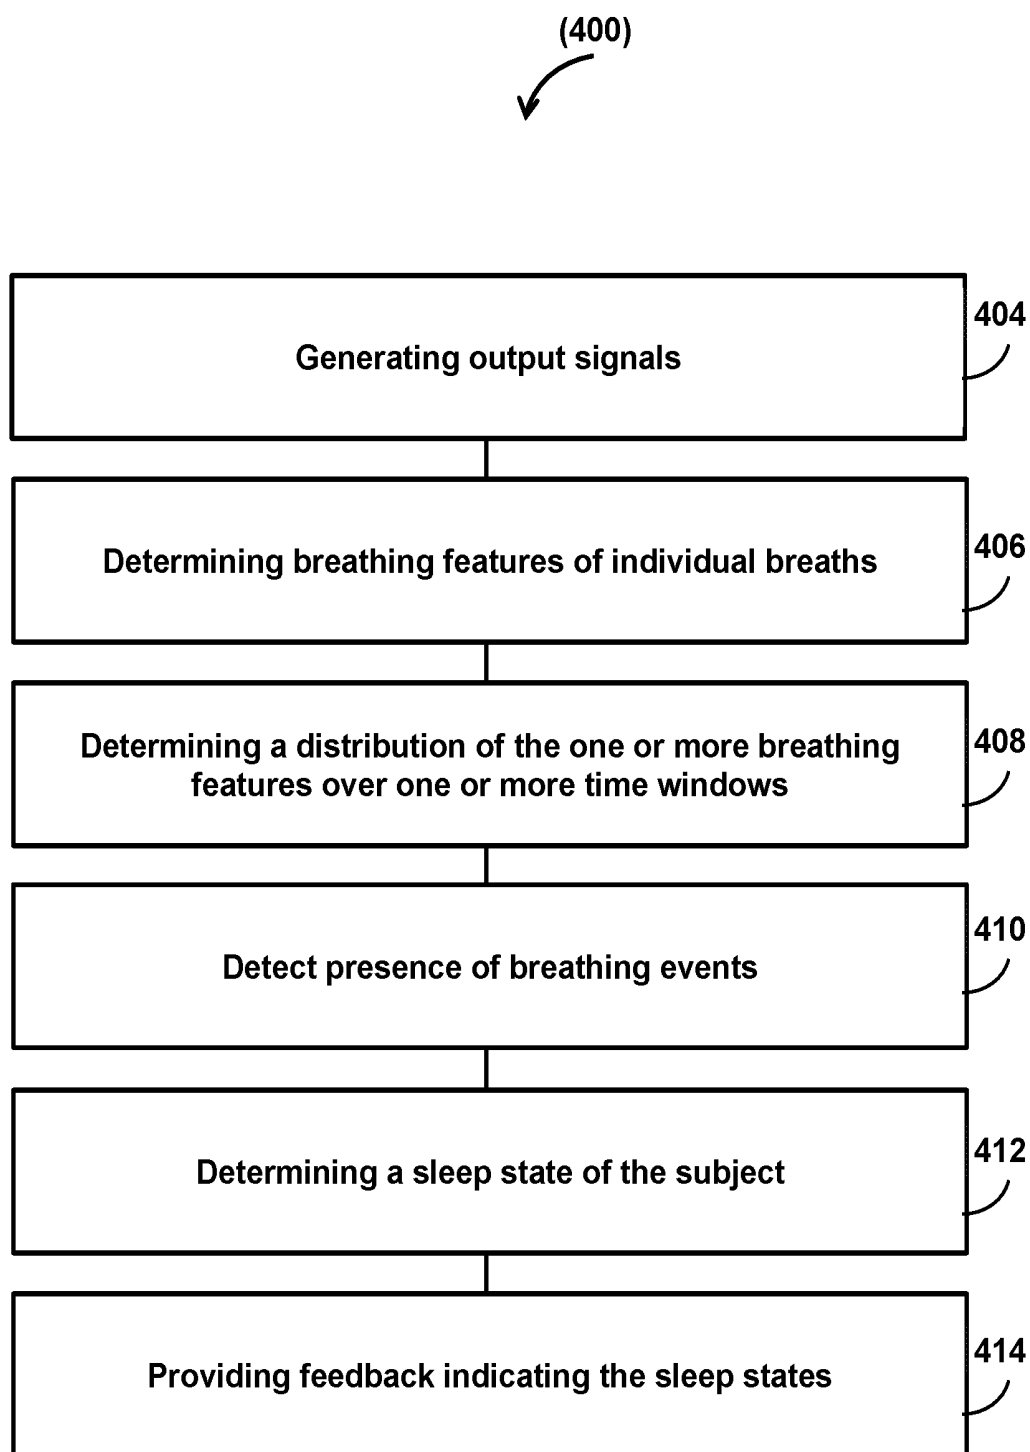 (400)
Generating output signals
404
Determining breathing features of individual breaths
406
Determining a distribution of the one or more breathing
features over one or more time windows
408
Detect presence of breathing events
410
Determining a sleep state of the subject
412
Providing feedback indicating the sleep states
414